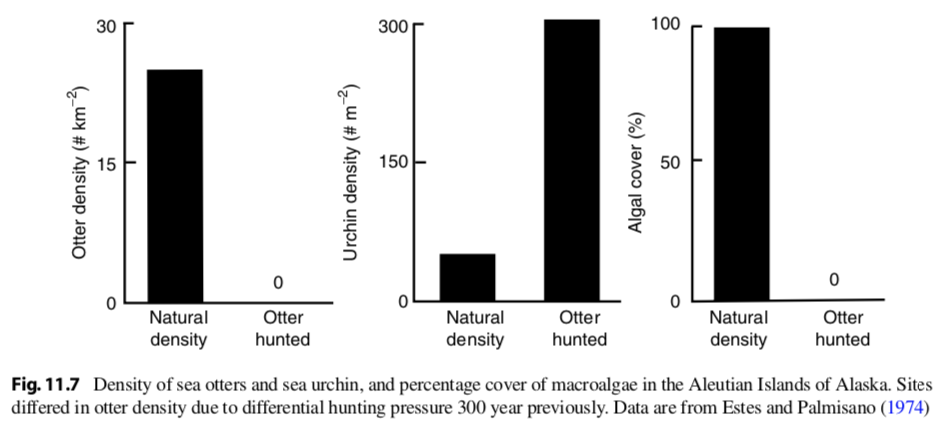 Otter density (# km⁻²)
30
15
0
0
Natural
density
Otter
hunted
Urchin density (# m⁻²)
300
150
0
Natural
density
Otter
hunted
Algal cover (%)
100
50
0
0
Natural
density
Otter
hunted
Fig. 11.7 Density of sea otters and sea urchin, and percentage cover of macroalgae in the Aleutian Islands of Alaska. Sites
differed in otter density due to differential hunting pressure 300 year previously. Data are from Estes and Palmisano (1974)